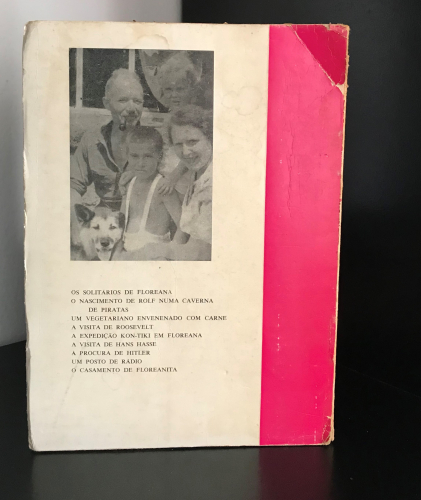 OS SOLITARIOS DE FLOREANA
O NASCIMENTO DE ROLF NUMA CAVERNA
DE PIRATAS
UM VEGETARIANO ENVENENADO COM CARNE
A VISITA DE ROOSEVELT
A EXPEDIÇÃO KON-TIKI EM FLOREANA
A VISITA DE HANS HASSE
A PROCURA DE HITLER
UM POSTO DE RÁDIO
O CASAMENTO DE FLOREANITA